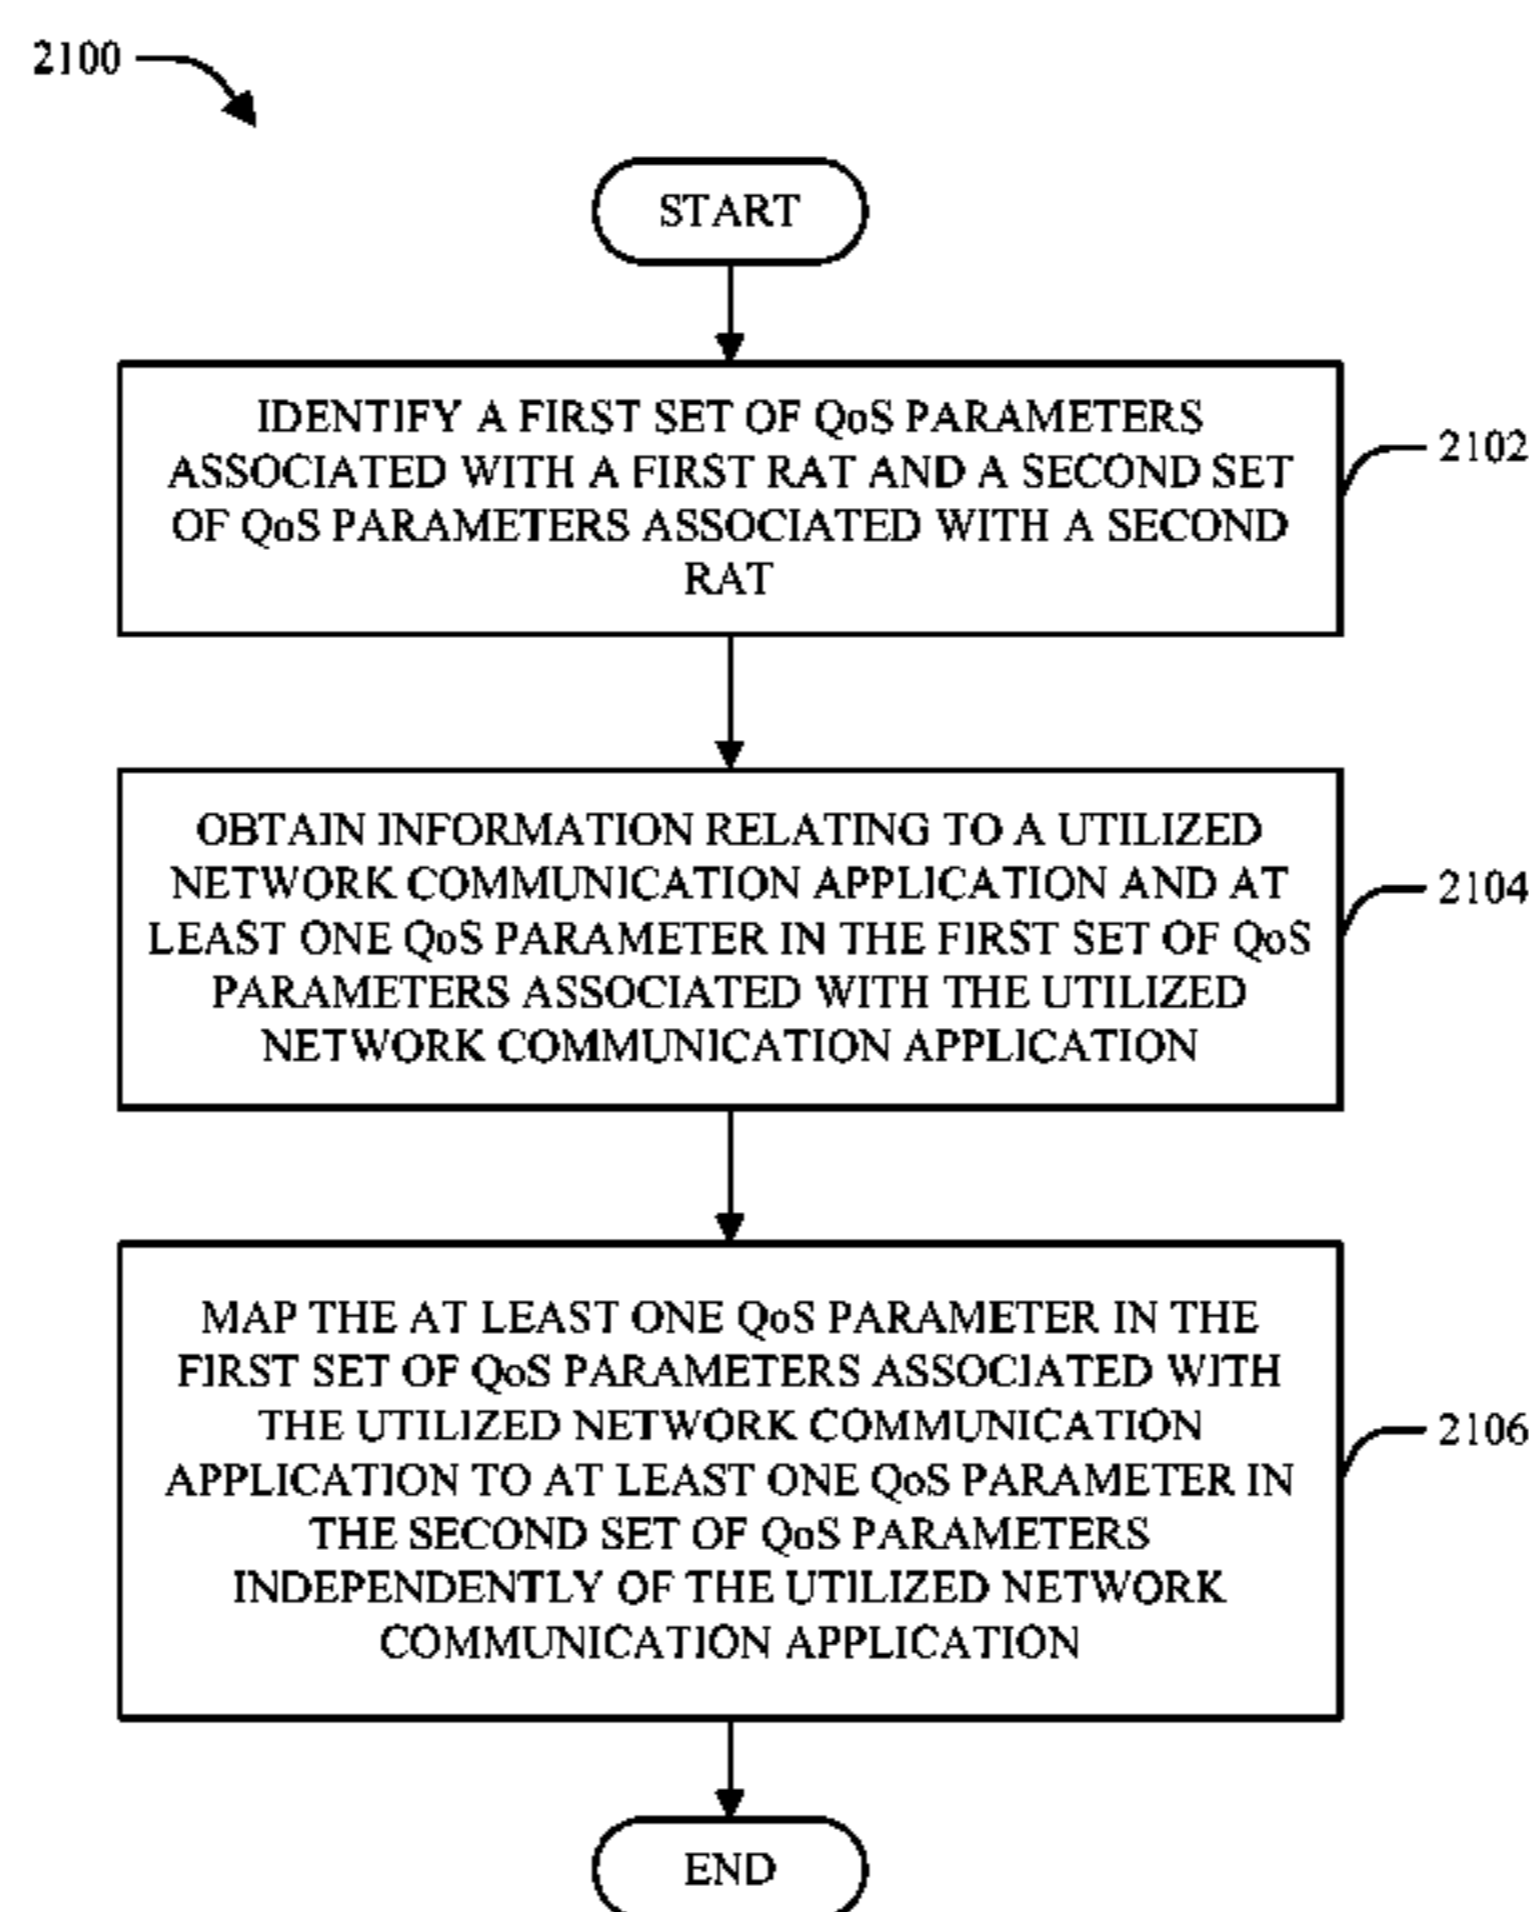 2100
START
IDENTIFY A FIRST SET OF QoS PARAMETERS
ASSOCIATED WITH A FIRST RAT AND A SECOND SET
OF QoS PARAMETERS ASSOCIATED WITH A SECOND
RAT
2102
OBTAIN INFORMATION RELATING TO A UTILIZED
NETWORK COMMUNICATION APPLICATION AND AT
LEAST ONE QoS PARAMETER IN THE FIRST SET OF QoS
PARAMETERS ASSOCIATED WITH THE UTILIZED
NETWORK COMMUNICATION APPLICATION
2104
MAP THE AT LEAST ONE QoS PARAMETER IN THE
FIRST SET OF QoS PARAMETERS ASSOCIATED WITH
THE UTILIZED NETWORK COMMUNICATION
APPLICATION TO AT LEAST ONE QoS PARAMETER IN
THE SECOND SET OF QoS PARAMETERS
INDEPENDENTLY OF THE UTILIZED NETWORK
COMMUNICATION APPLICATION
2106
END